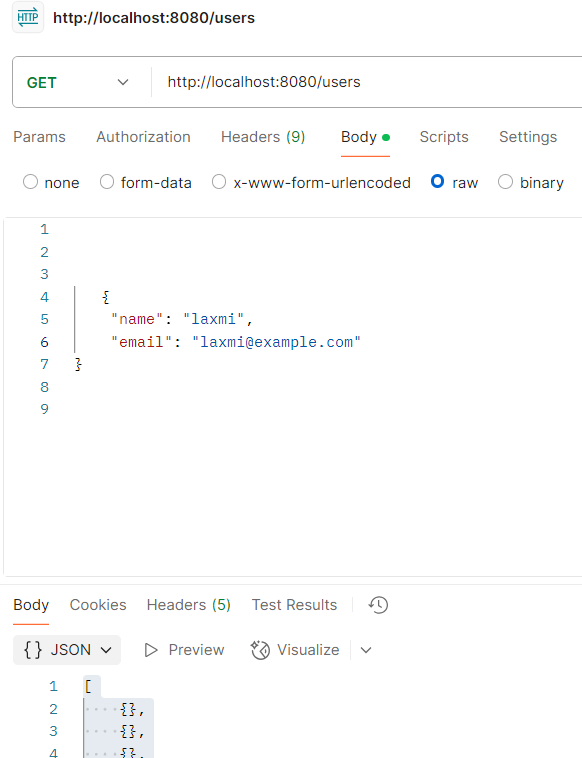 HTTP http://localhost:8080/users
GET http://localhost:8080/users
Params Authorization Headers (9) Body Scripts Settings
none form-data x-www-form-urlencoded raw binary
1
2
3
4 {
5 "name": "laxmi",
6 "email": "laxmi@example.com"
7 }
8
9
Body Cookies Headers (5) Test Results
{} JSON Preview Visualize
1 [
2 {},
3 {},
4 {},